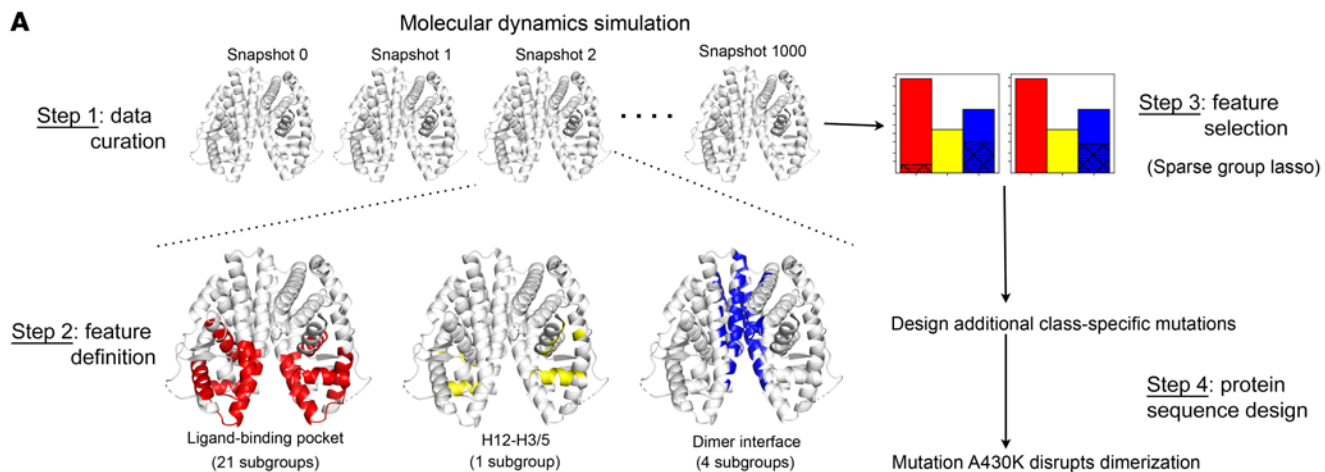 A
Molecular dynamics simulation
Snapshot 0
Snapshot 1
Snapshot 2
Snapshot 1000
Step 1: data
curation
Step 3: feature
selection
(Sparse group lasso)
Step 2: feature
definition
Ligand-binding pocket
(21 subgroups)
H12-H3/5
(1 subgroup)
Dimer interface
(4 subgroups)
Design additional class-specific mutations
Step 4: protein
sequence design
Mutation A430K disrupts dimerization